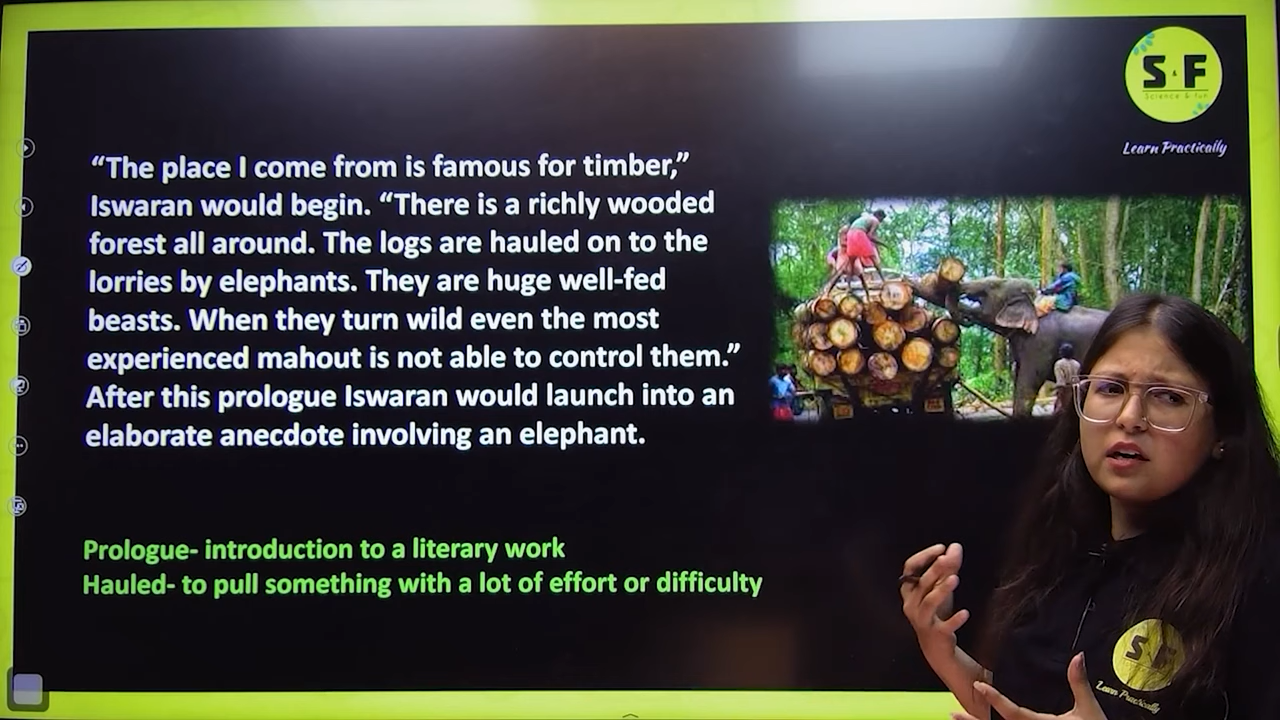 S&F
Science & fun
Learn Practically
“The place I come from is famous for timber,”
Iswaran would begin. “There is a richly wooded
forest all around. The logs are hauled on to the
lorries by elephants. They are huge well-fed
beasts. When they turn wild even the most
experienced mahout is not able to control them.”
After this prologue Iswaran would launch into an
elaborate anecdote involving an elephant.
Prologue- introduction to a literary work
Hauled- to pull something with a lot of effort or difficulty
S&F
Learn Practically